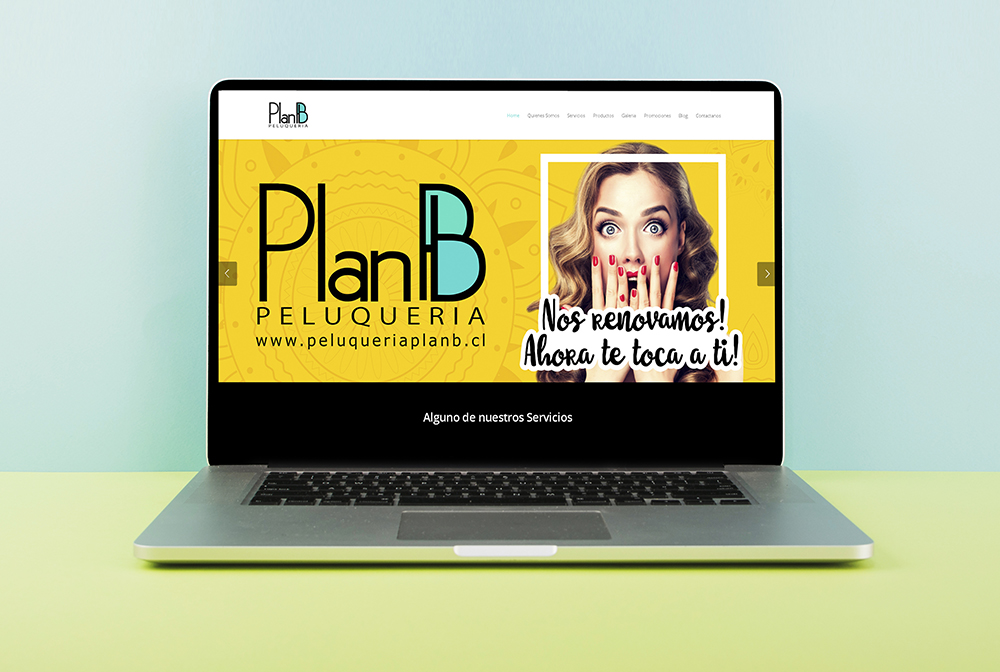 PlanB
PELUQUERIA
Home Quienes Somos Servicios Productos Galeria Promociones Blog Contactanos
PlanB
PELUQUERIA
www.peluqueriaplanb.cl
Nos renovamos!
Ahora te toca a ti!
Alguno de nuestros Servicios